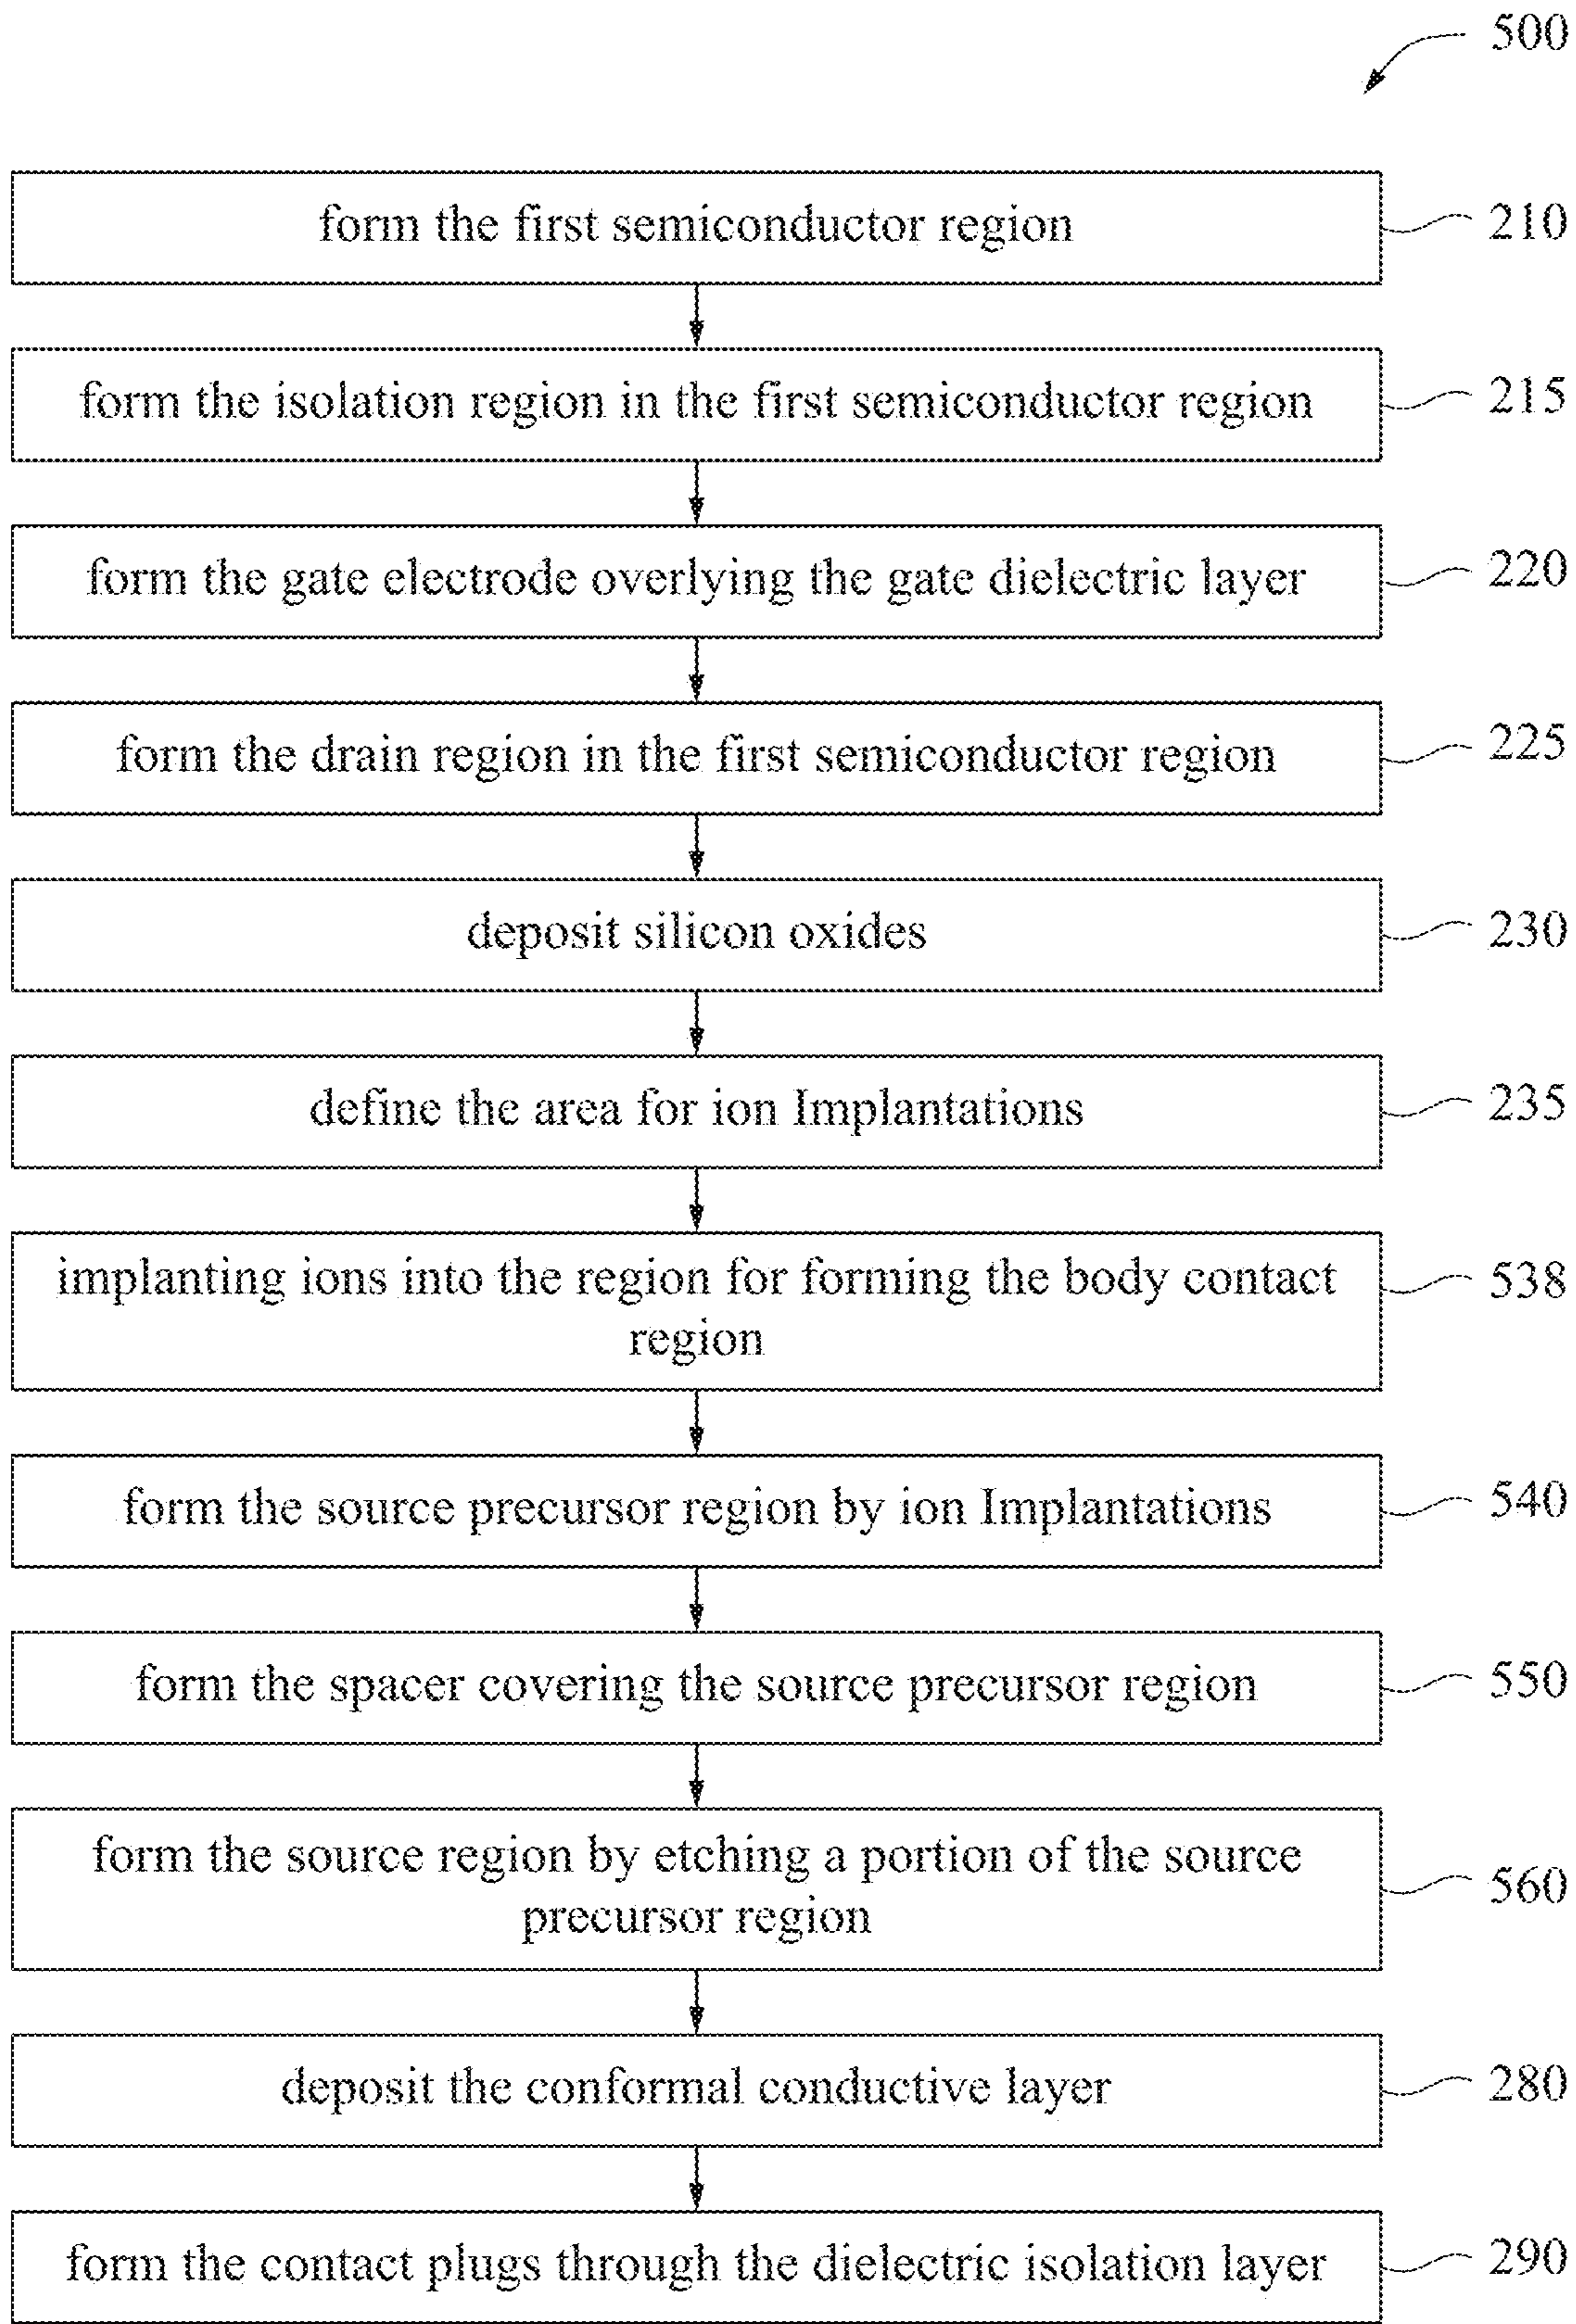 500
form the first semiconductor region
210
form the isolation region in the first semiconductor region
215
form the gate electrode overlying the gate dielectric layer
220
form the drain region in the first semiconductor region
225
deposit silicon oxides
230
define the area for ion Implantations
235
implanting ions into the region for forming the body contact
region
538
form the source precursor region by ion Implantations
540
form the spacer covering the source precursor region
550
form the source region by etching a portion of the source
precursor region
560
deposit the conformal conductive layer
280
form the contact plugs through the dielectric isolation layer
290